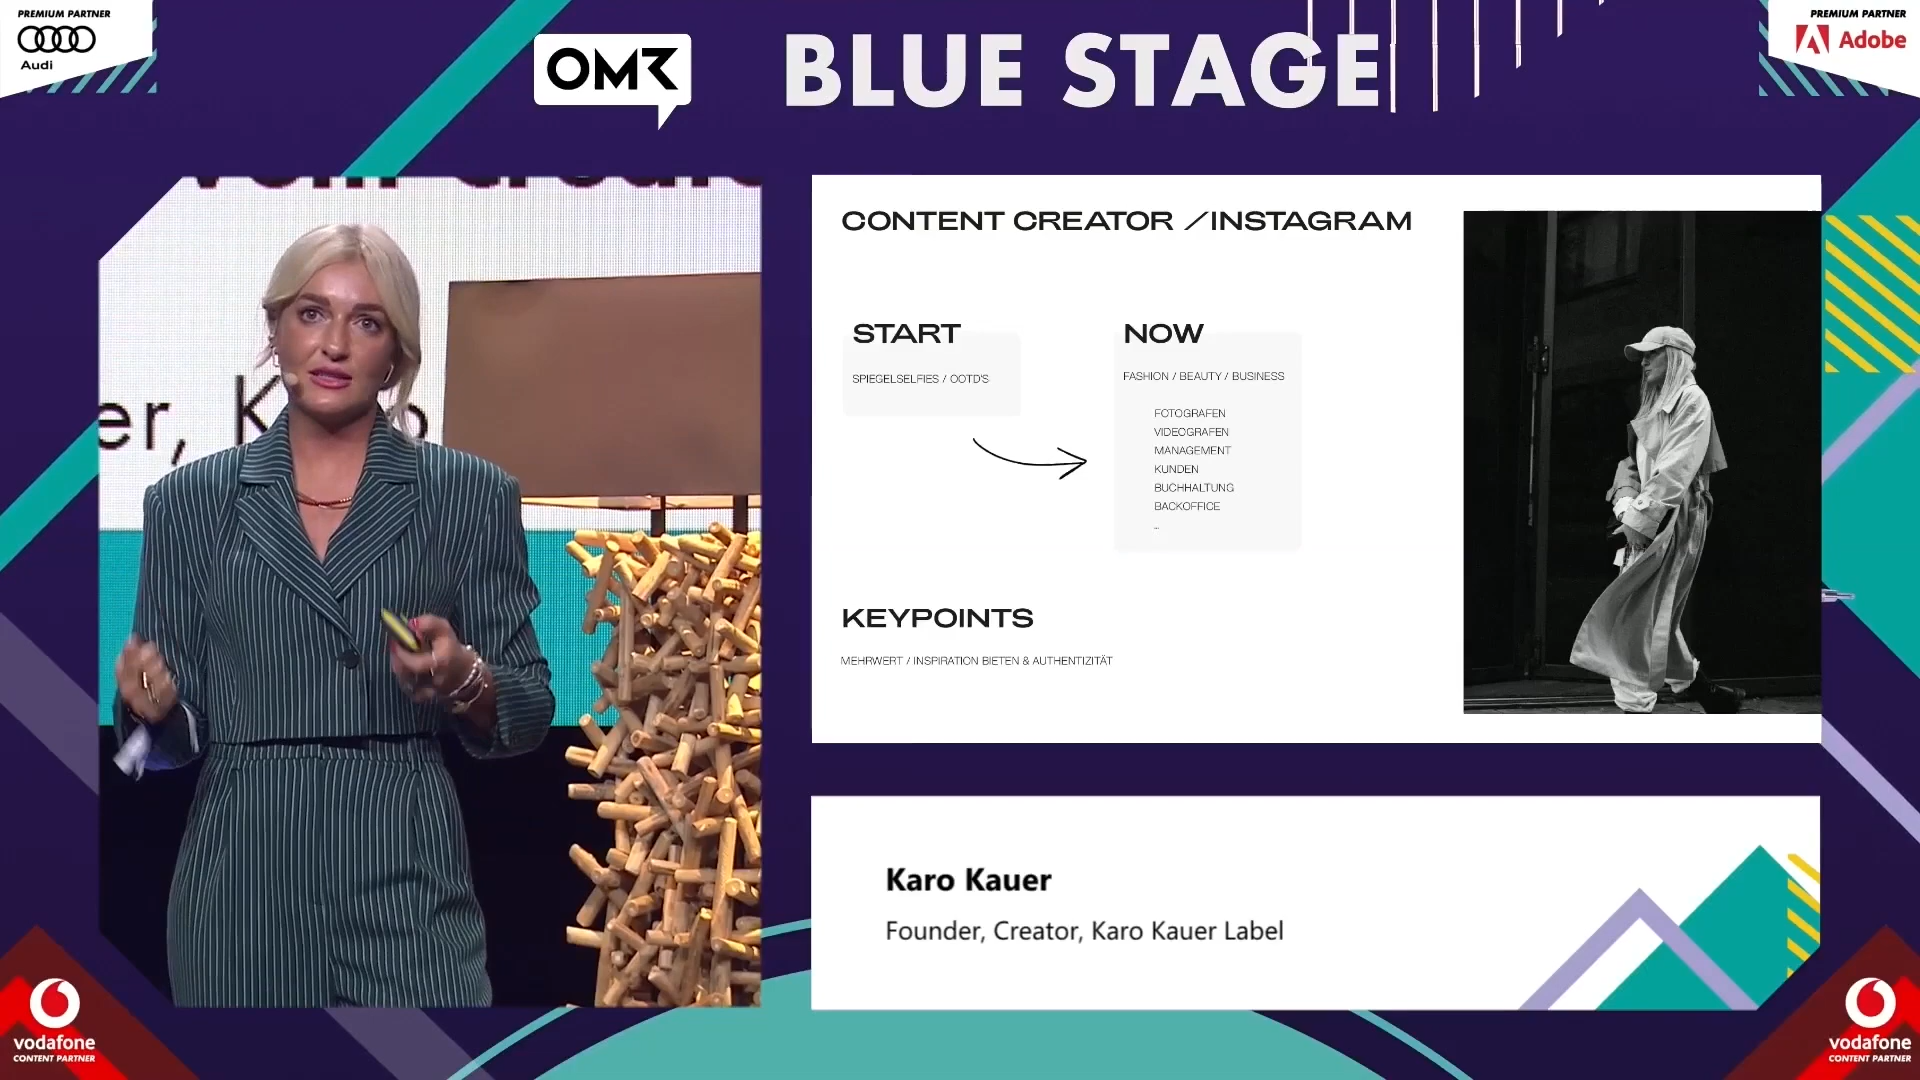 PREMIUM PARTNER
Audi
OMR
BLUE STAGE
PREMIUM PARTNER
Adobe
er, K
o
CONTENT CREATOR /INSTAGRAM
START
SPIEGELSELFIES / OOTD'S
NOW
FASHION / BEAUTY / BUSINESS
FOTOGRAFEN
VIDEOGRAFEN
MANAGEMENT
KUNDEN
BUCHHALTUNG
BACKOFFICE
...
KEYPOINTS
MEHRWERT / INSPIRATION BIETEN & AUTHENTIZITÄT
Karo Kauer
Founder, Creator, Karo Kauer Label
vodafone
CONTENT PARTNER
vodafone
CONTENT PARTNER